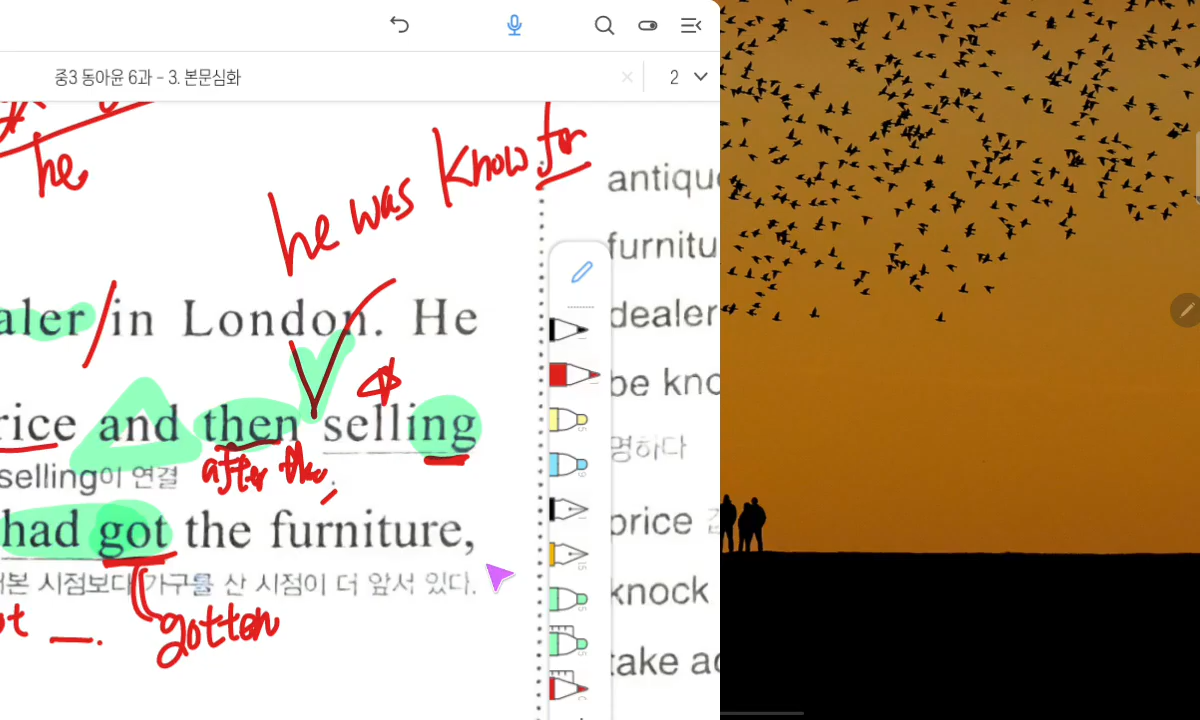 중3 동아윤 6과 - 3. 본문심화
2
he
he was know for
aler / in London. He
rice and then selling
selling이 연결
after that,
had got the furniture,
본 시점보다 가구를 산 시점이 더 앞서 있다.
gotten
antiqu
furnitu
dealer
be kno
명하다
price
knock
take a